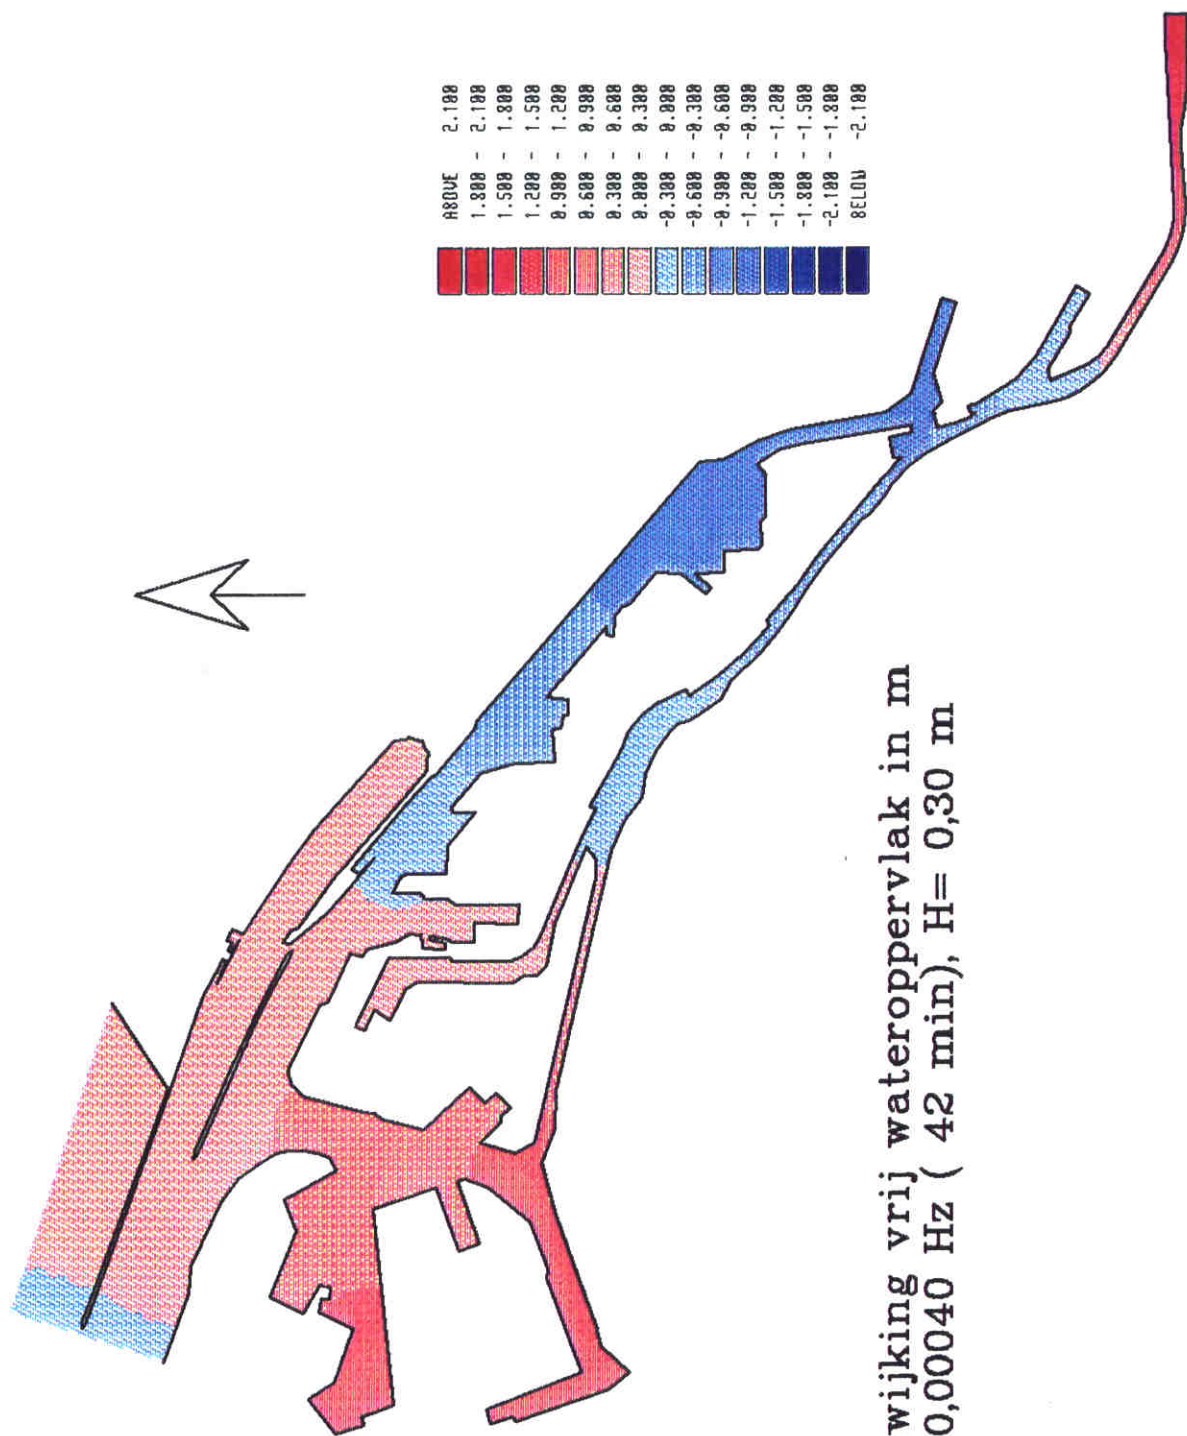 ABOVE 2.100
1.800 - 2.100
1.500 - 1.800
1.200 - 1.500
0.900 - 1.200
0.600 - 0.900
0.300 - 0.600
0.000 - 0.300
-0.300 - 0.000
-0.600 - -0.300
-0.900 - -0.600
-1.200 - -0.900
-1.500 - -1.200
-1.800 - -1.500
-2.100 - -1.800
BELOW -2.100
wijking vrij wateroppervlak in m
0,00040 Hz ( 42 min), H= 0,30 m